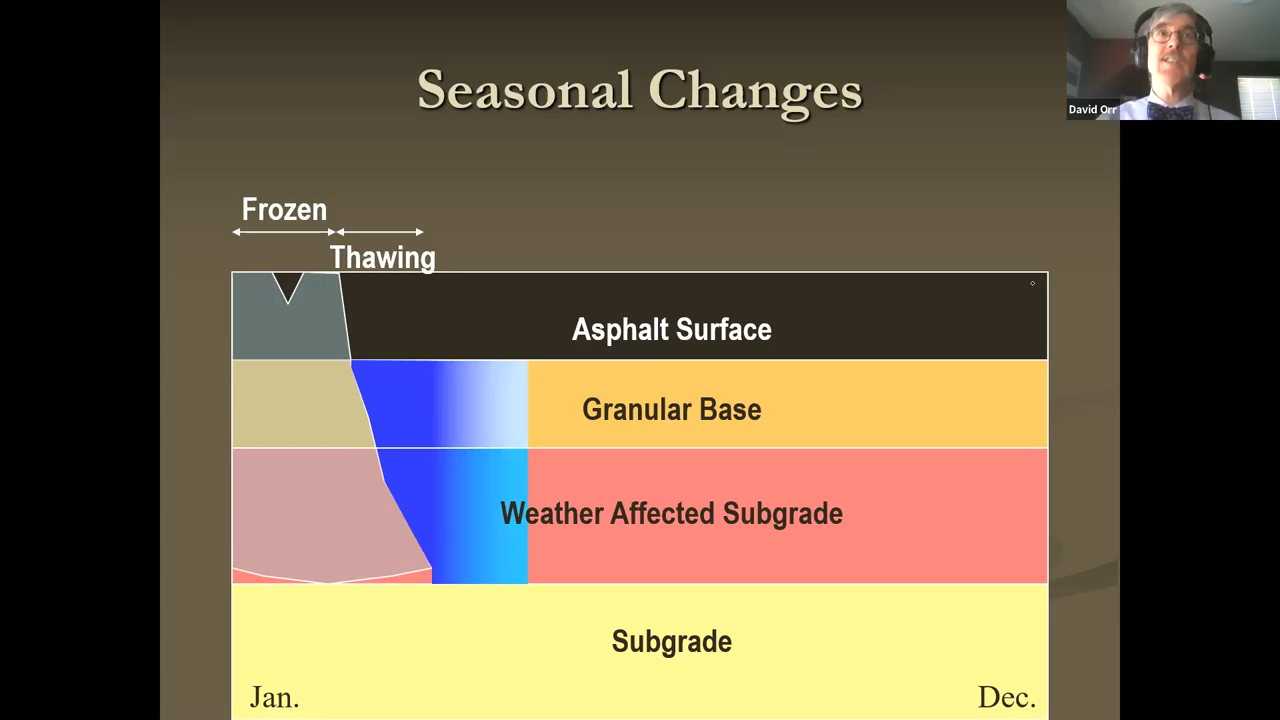 Seasonal Changes
David Orr
Frozen
Thawing
Asphalt Surface
Granular Base
Weather Affected Subgrade
Subgrade
Jan.
Dec.